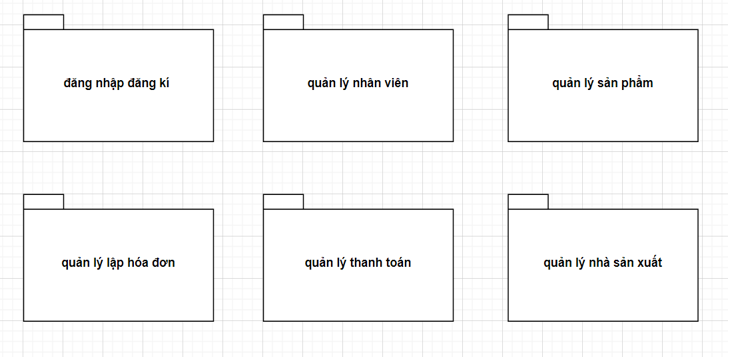 đăng nhập đăng kí
quản lý nhân viên
quản lý sản phẩm
quản lý lập hóa đơn
quản lý thanh toán
quản lý nhà sản xuất